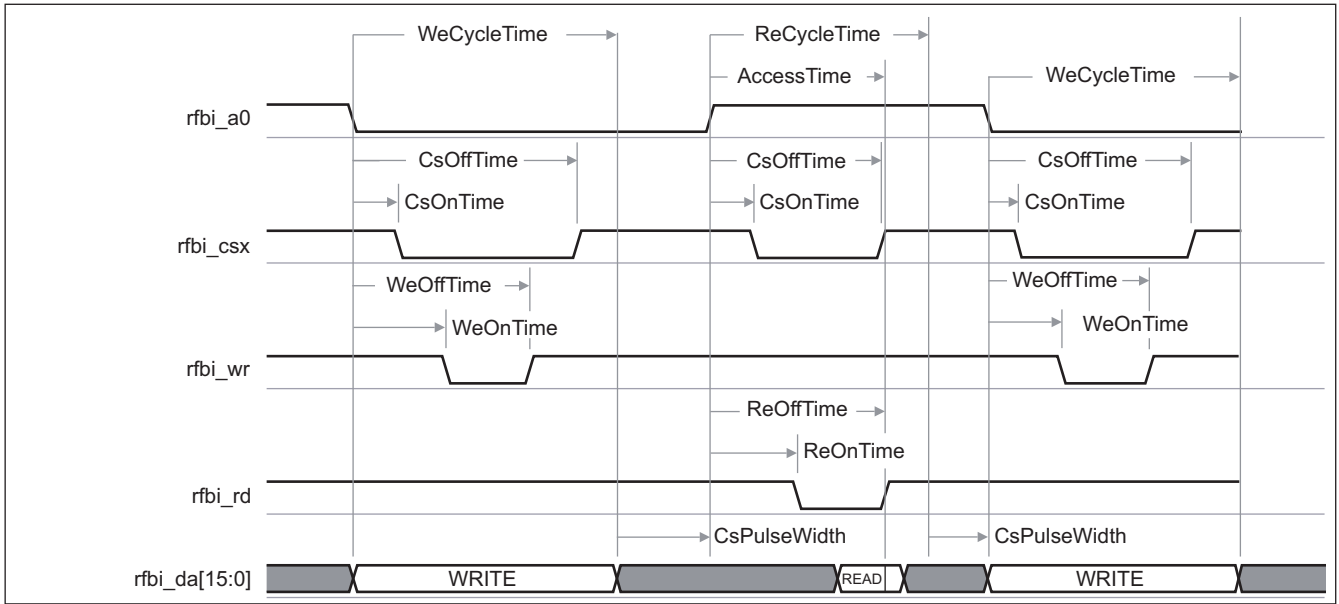 WeCycleTime ReCycleTime
AccessTime WeCycleTime
rfbi_a0
CsOffTime CsOffTime CsOffTime
CsOnTime CsOnTime CsOnTime
rfbi_csx
WeOffTime WeOffTime
WeOnTime WeOnTime
rfbi_wr
ReOffTime
ReOnTime
rfbi_rd
CsPulseWidth CsPulseWidth
rfbi_da[15:0] WRITE READ WRITE